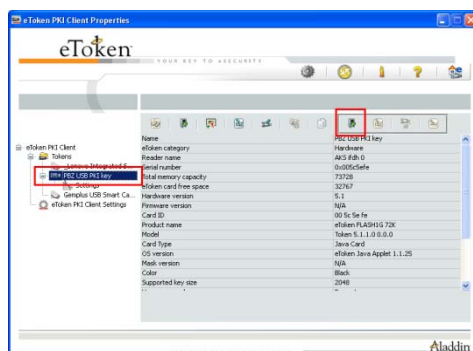 eToken PKI Client Properties
eToken
YOUR KEY TO eSECURITY
eToken PKI Client
Tokens
Lenovo Integrated S...
PBZ USB PKI key
Settings
Gemplus USB Smart Ca...
eToken PKI Client Settings
Name PBZ USB PKI key
eToken category Hardware
Reader name AKS ifdh 0
Serial number 0x005c5efe
Total memory capacity 73728
eToken card free space 32767
Hardware version 5.1
Firmware version N/A
Card ID 00 5c 5e fe
Product name eToken FLASH1G 72K
Model Token 5.1.1.0 0.0.0
Card Type Java Card
OS version eToken Java Applet 1.1.25
Mask version N/A
Color Black
Supported key size 2048
Aladdin